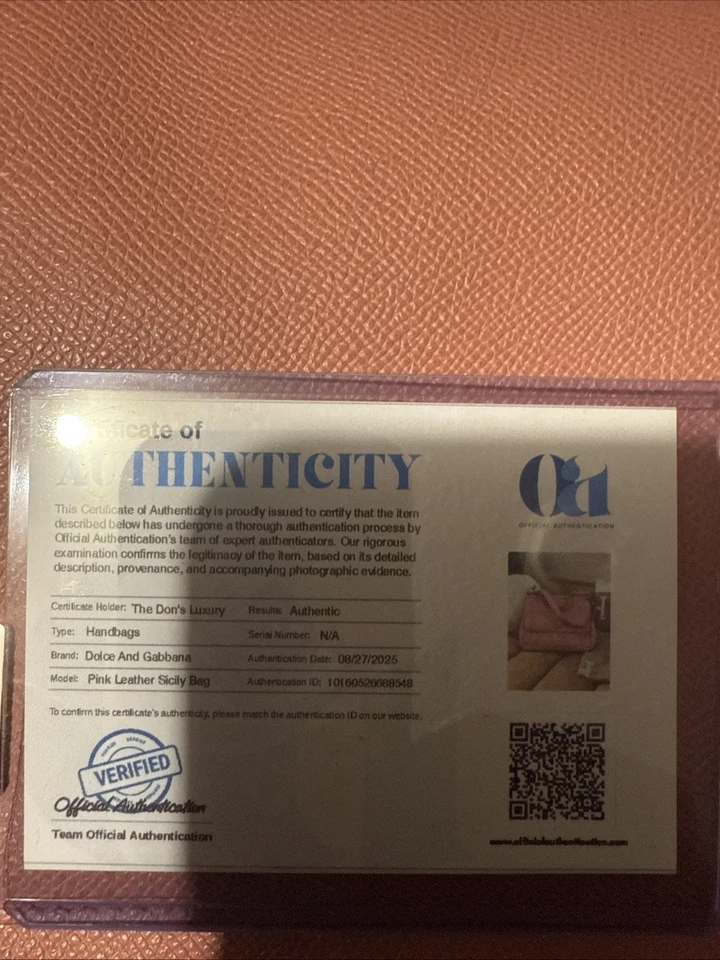 Certificate of
AUTHENTICITY
This Certificate of Authenticity is proudly issued to certify that the item
described below has undergone a thorough authentication process by
Official Authentication's team of expert authenticators. Our rigorous
examination confirms the legitimacy of the item, based on its detailed
description, provenance, and accompanying photographic evidence.
Certificate Holder: The Don's Luxury Results: Authentic
Type: Handbags Serial Number: N/A
Brand: Dolce And Gabbana Authentication Date: 08/27/2025
Model: Pink Leather Sicily Bag Authentication ID: 10160526688548
To confirm this certificate's authenticity, please match the authentication ID on our website.
VERIFIED
Official Authentication
Team Official Authentication
Oa
OFFICIAL AUTHENTICATION
www.officialauthentication.com